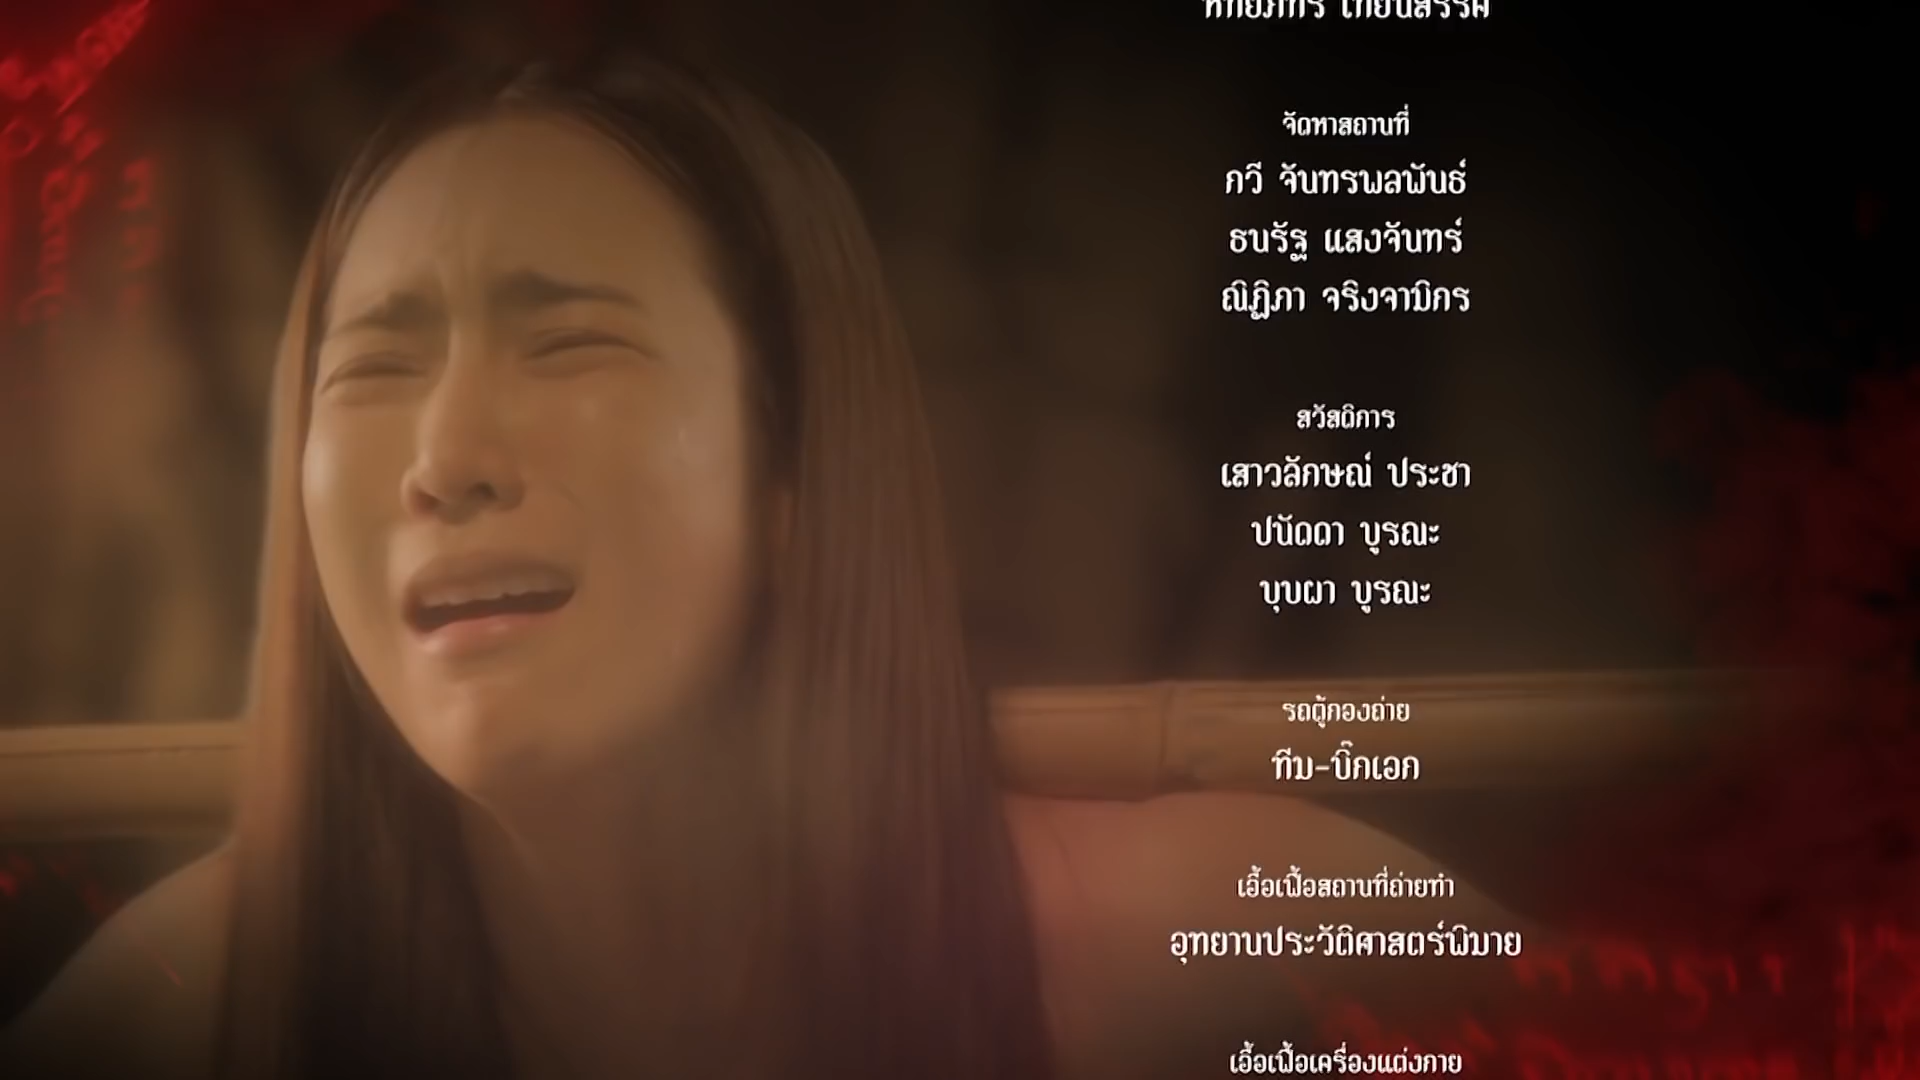 จัดหาสถานที่
กวี จันทรพลพันธ์
ธนรัฐ แสงจันทร์
ณิฏิภา จริงจามิกร
สวัสดิการ
เสาวลักษณ์ ประชา
ปนัดดา บูรณะ
บุบผา บูรณะ
รถตู้กองถ่าย
ทีม-บิ๊กเอก
เอื้อเฟื้อสถานที่ถ่ายทำ
อุทยานประวัติศาสตร์พิมาย
เอื้อเฟื้อเครื่องแต่งกาย